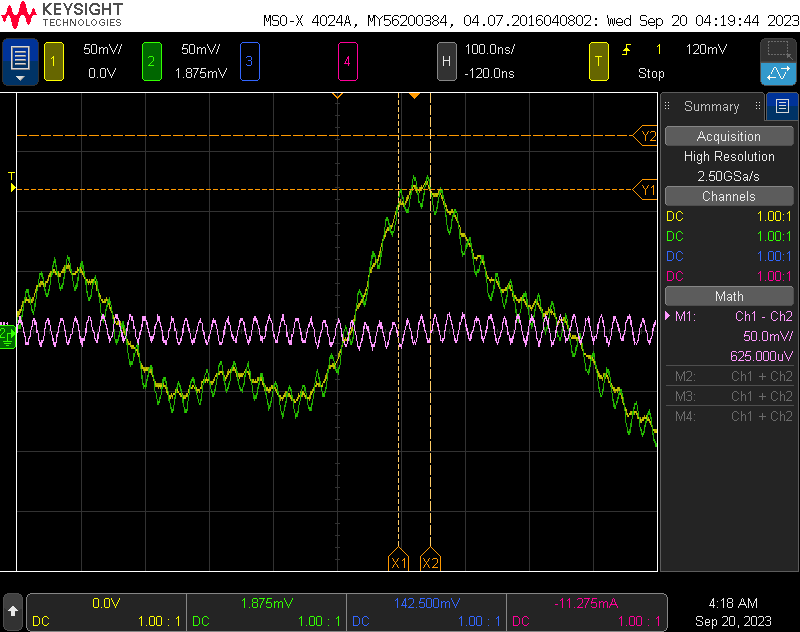 KEYSIGHT
TECHNOLOGIES
MSO-X 4024A, MY56200384, 04.07.2016040802: Wed Sep 20 04:19:44 2023
1 50mV/ 2 50mV/ 3 4 H 100.0ns/ T 1 120mV
0.0V 1.875mV -120.0ns Stop
Summary
Acquisition
High Resolution
2.50GSa/s
Channels
DC 1.00:1
DC 1.00:1
DC 1.00:1
DC 1.00:1
Math
M1: Ch1 - Ch2
50.0mV/
625.000uV
M2: Ch1 + Ch2
M3: Ch1 + Ch2
M4: Ch1 + Ch2
Y2
T
Y1
2
X1 X2
0.0V 1.875mV 142.500mV -11.275mA 4:18 AM
DC 1.00 : 1 DC 1.00 : 1 DC 1.00 : 1 DC 1.00 : 1 Sep 20, 2023